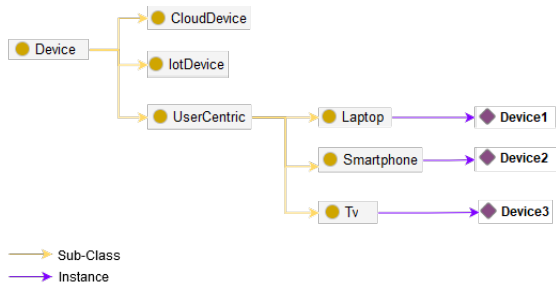 CloudDevice
Device
IotDevice
UserCentric
Laptop
Device1
Smartphone
Device2
Tv
Device3
Sub-Class
Instance